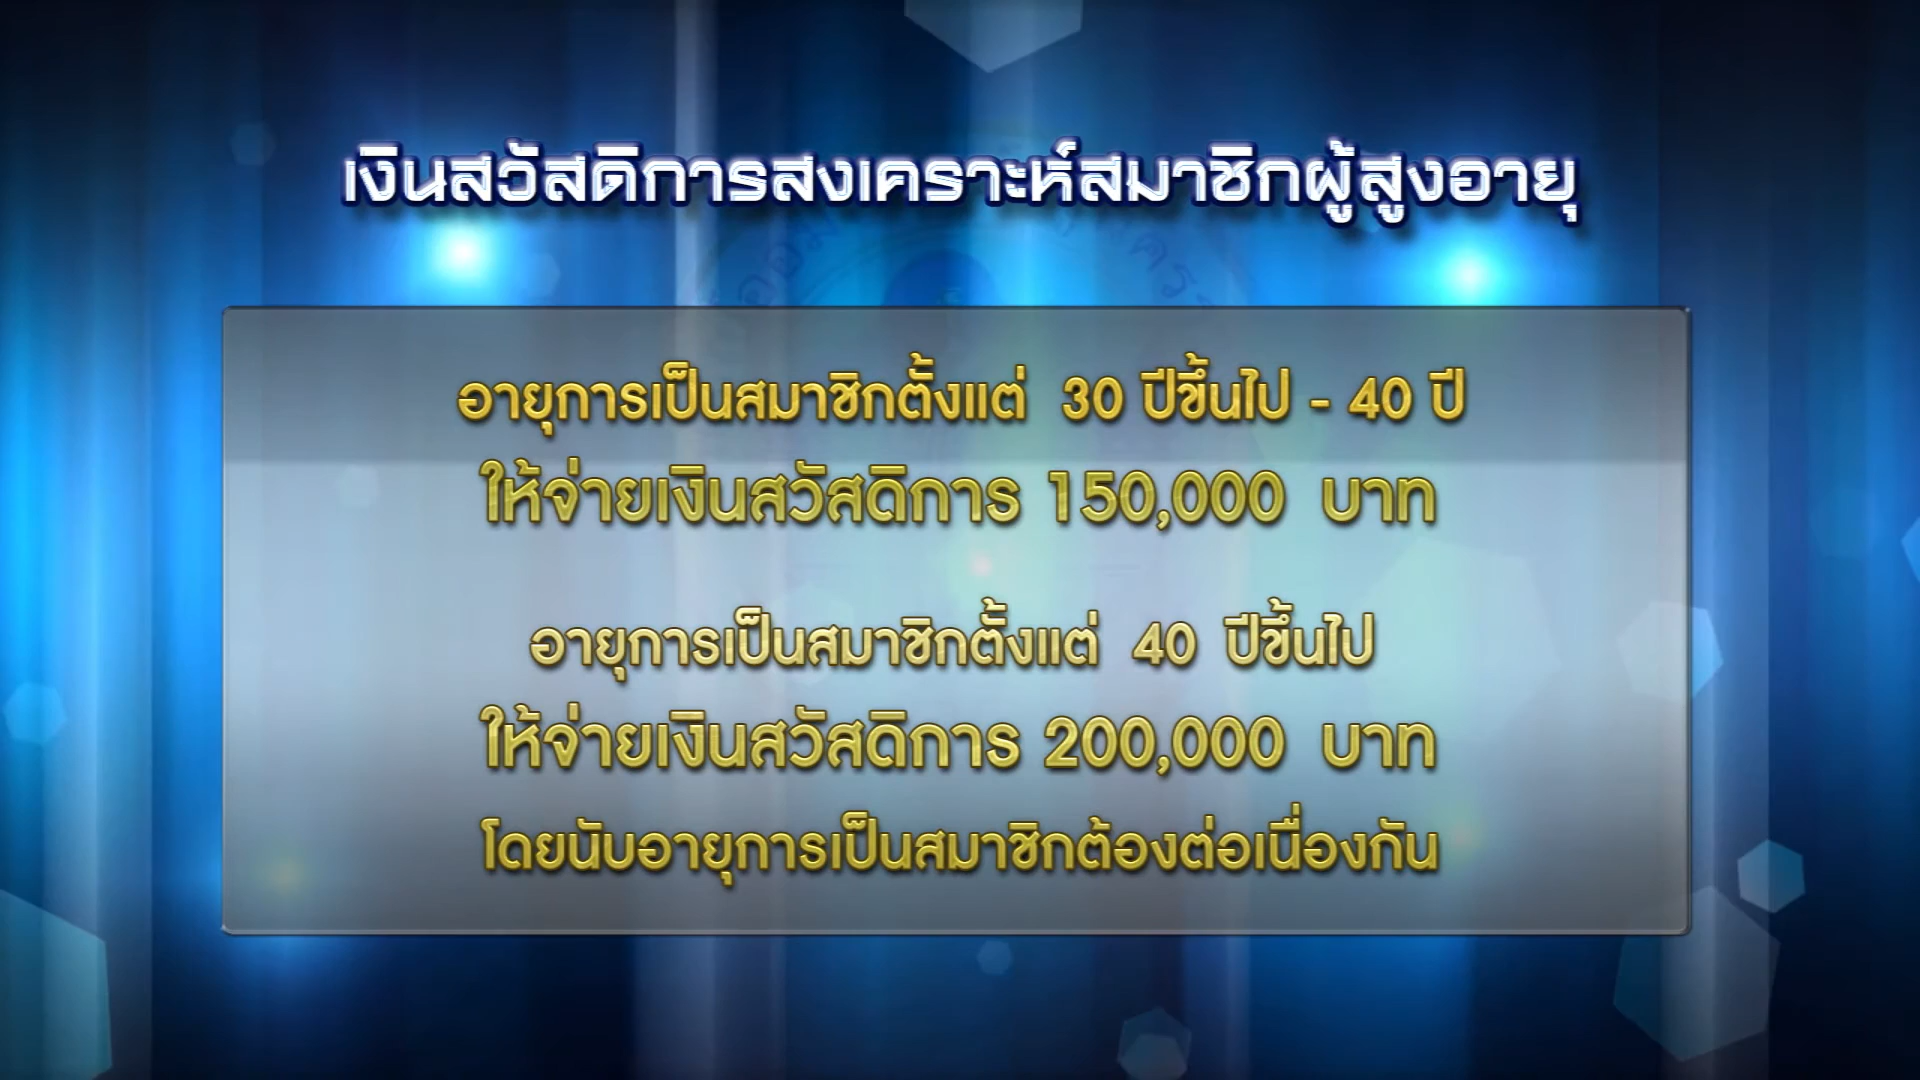 เงินสวัสดิการสงเคราะห์สมาชิกผู้สูงอายุ
อายุการเป็นสมาชิกตั้งแต่ 30 ปีขึ้นไป - 40 ปี
ให้จ่ายเงินสวัสดิการ 150,000 บาท
อายุการเป็นสมาชิกตั้งแต่ 40 ปีขึ้นไป
ให้จ่ายเงินสวัสดิการ 200,000 บาท
โดยนับอายุการเป็นสมาชิกต้องต่อเนื่องกัน